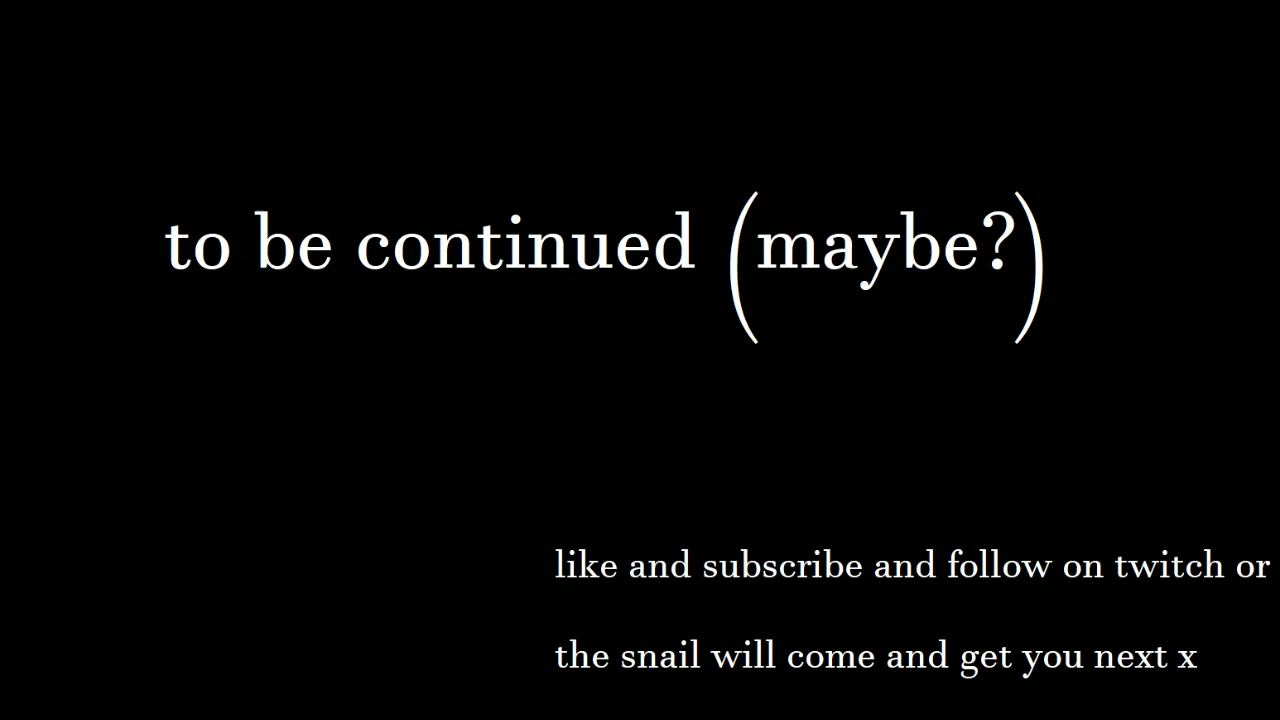 to be continued (maybe?)
like and subscribe and follow on twitch or
the snail will come and get you next x